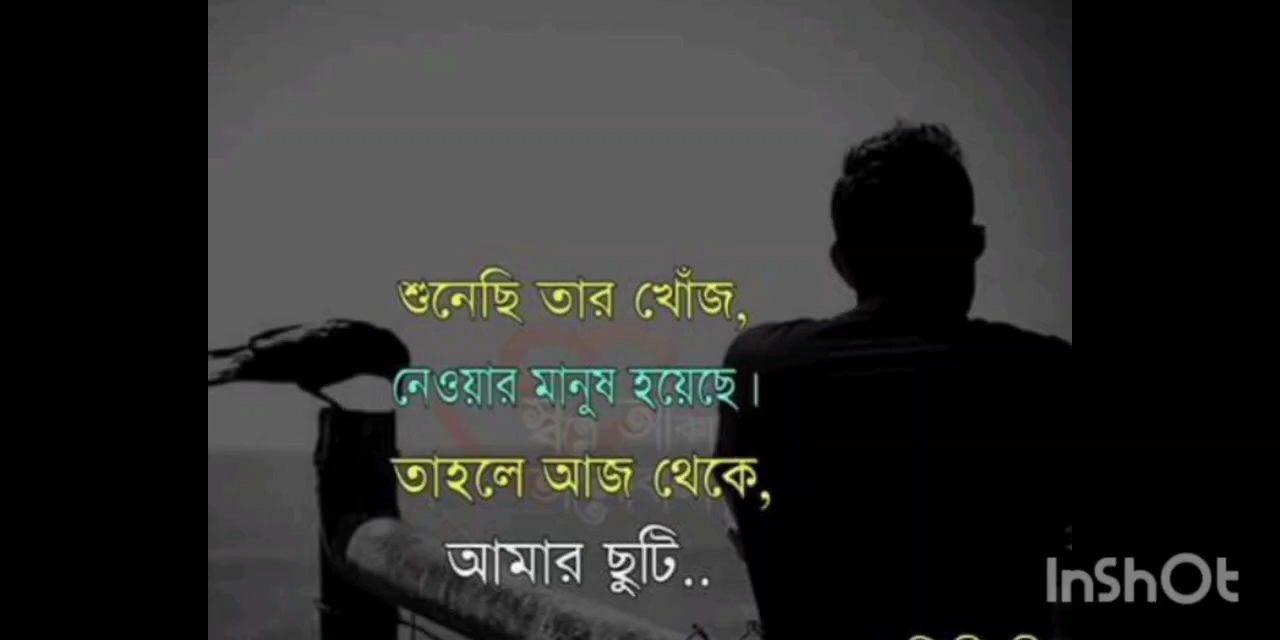 শুনেছি তার খোঁজ,
নেওয়ার মানুষ হয়েছে।
তাহলে আজ থেকে,
আমার ছুটি..
InShOt